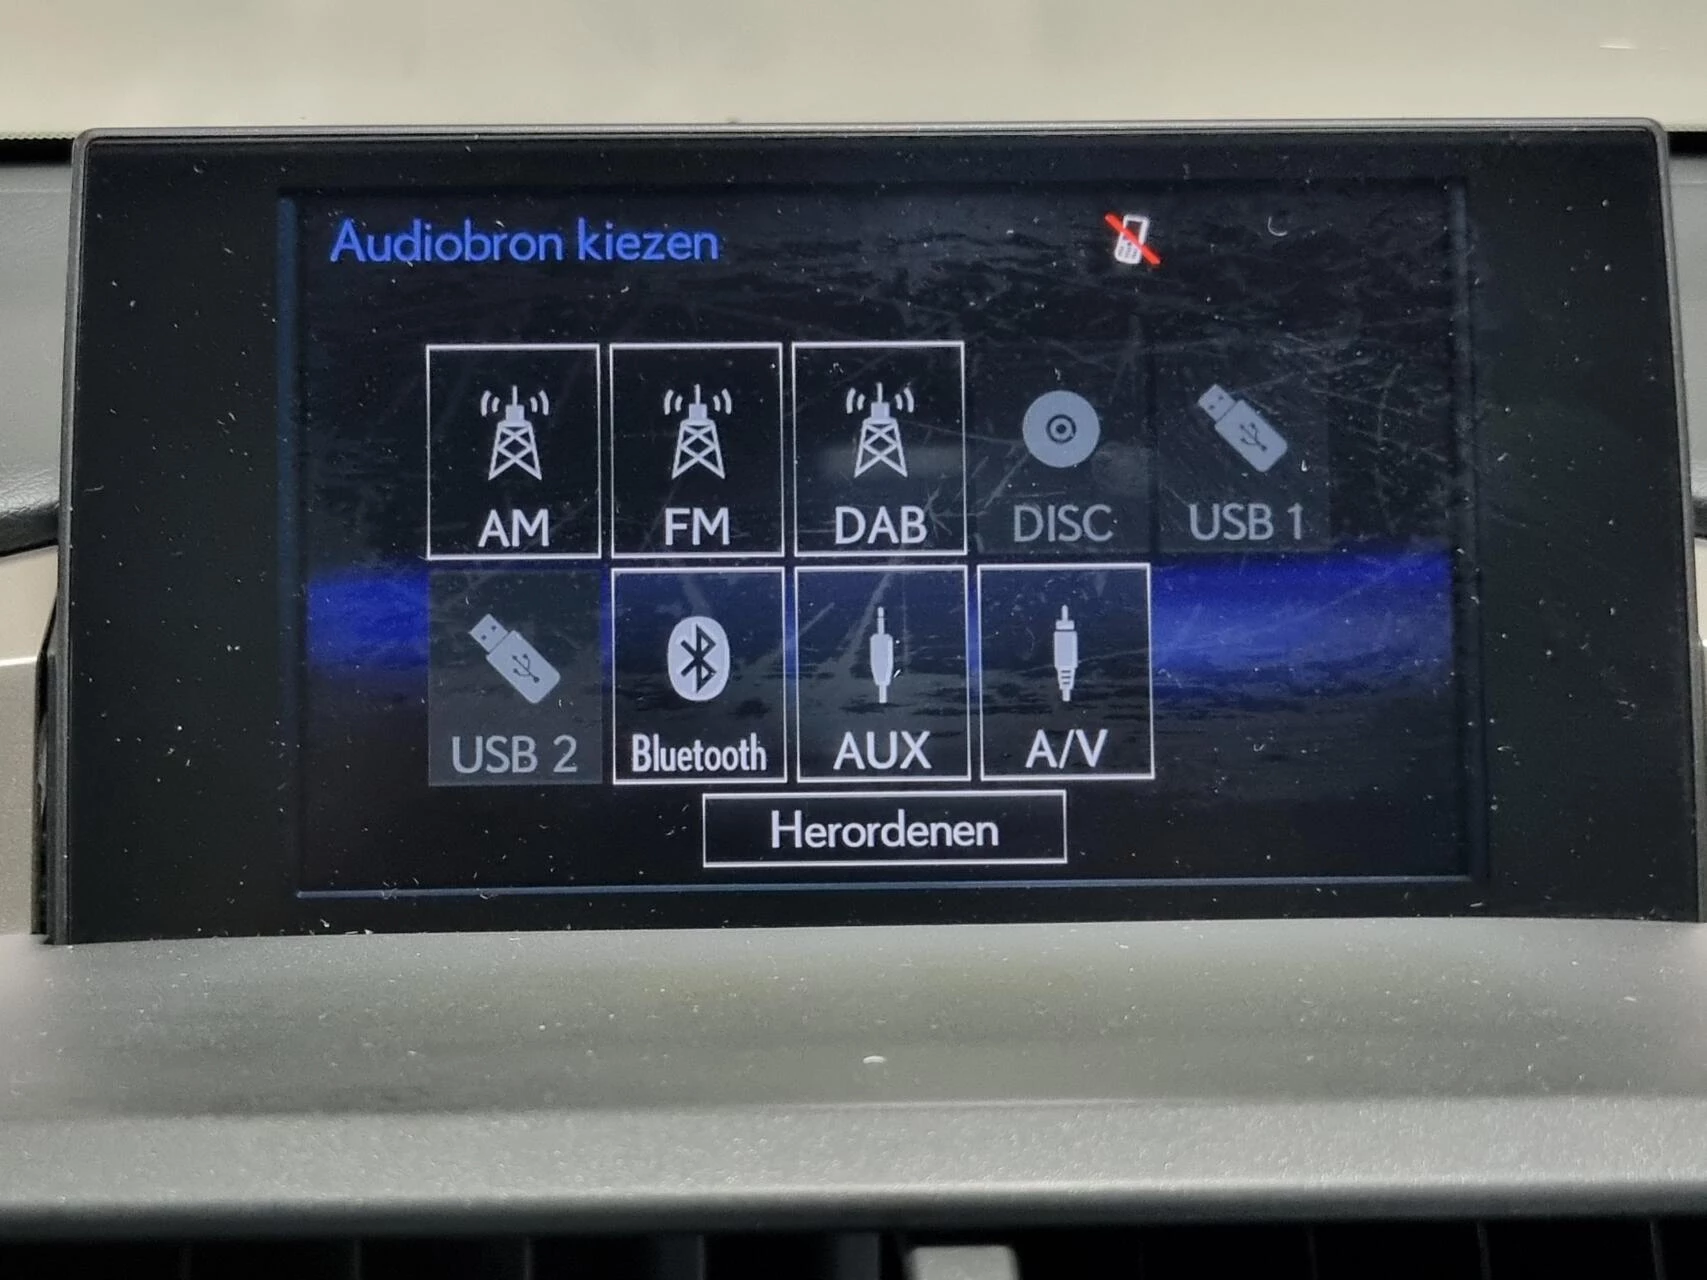 Audiobron kiezen
AM FM DAB DISC USB 1
USB 2 Bluetooth AUX A/V
Herordenen